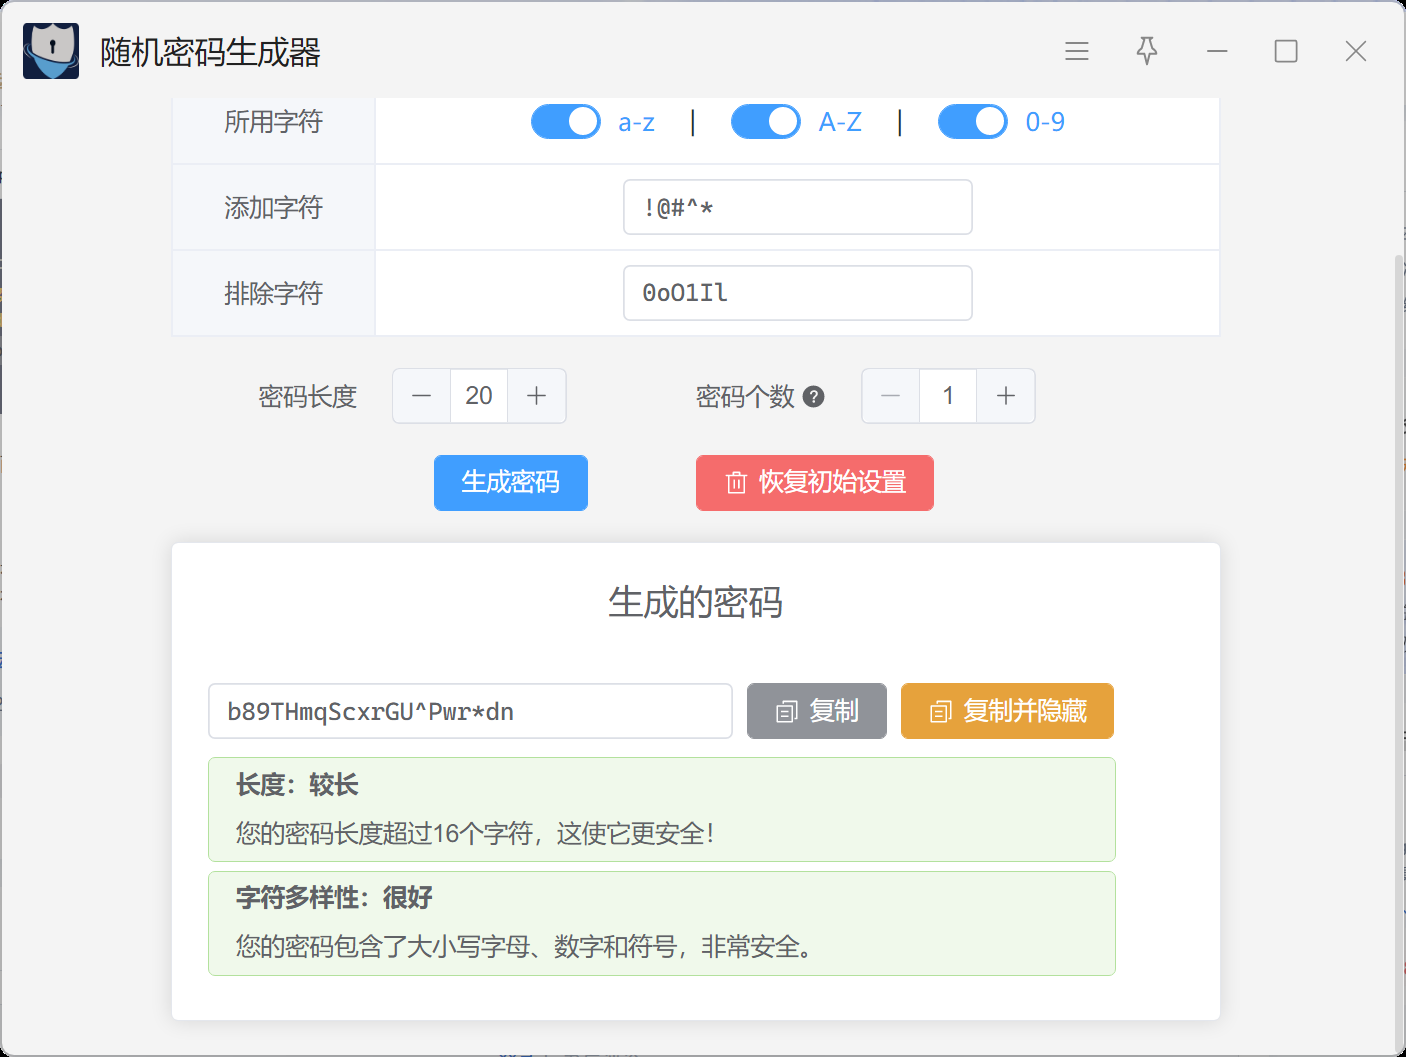 随机密码生成器
所用字符 a-z | A-Z | 0-9
添加字符 !@#^*
排除字符 0oO1Il
密码长度 — 20 + 密码个数 ? — 1 +
生成密码 恢复初始设置
生成的密码
b89THmqScxrGU^Pwr*dn 复制 复制并隐藏
长度：较长
您的密码长度超过16个字符，这使它更安全！
字符多样性：很好
您的密码包含了大小写字母、数字和符号，非常安全。